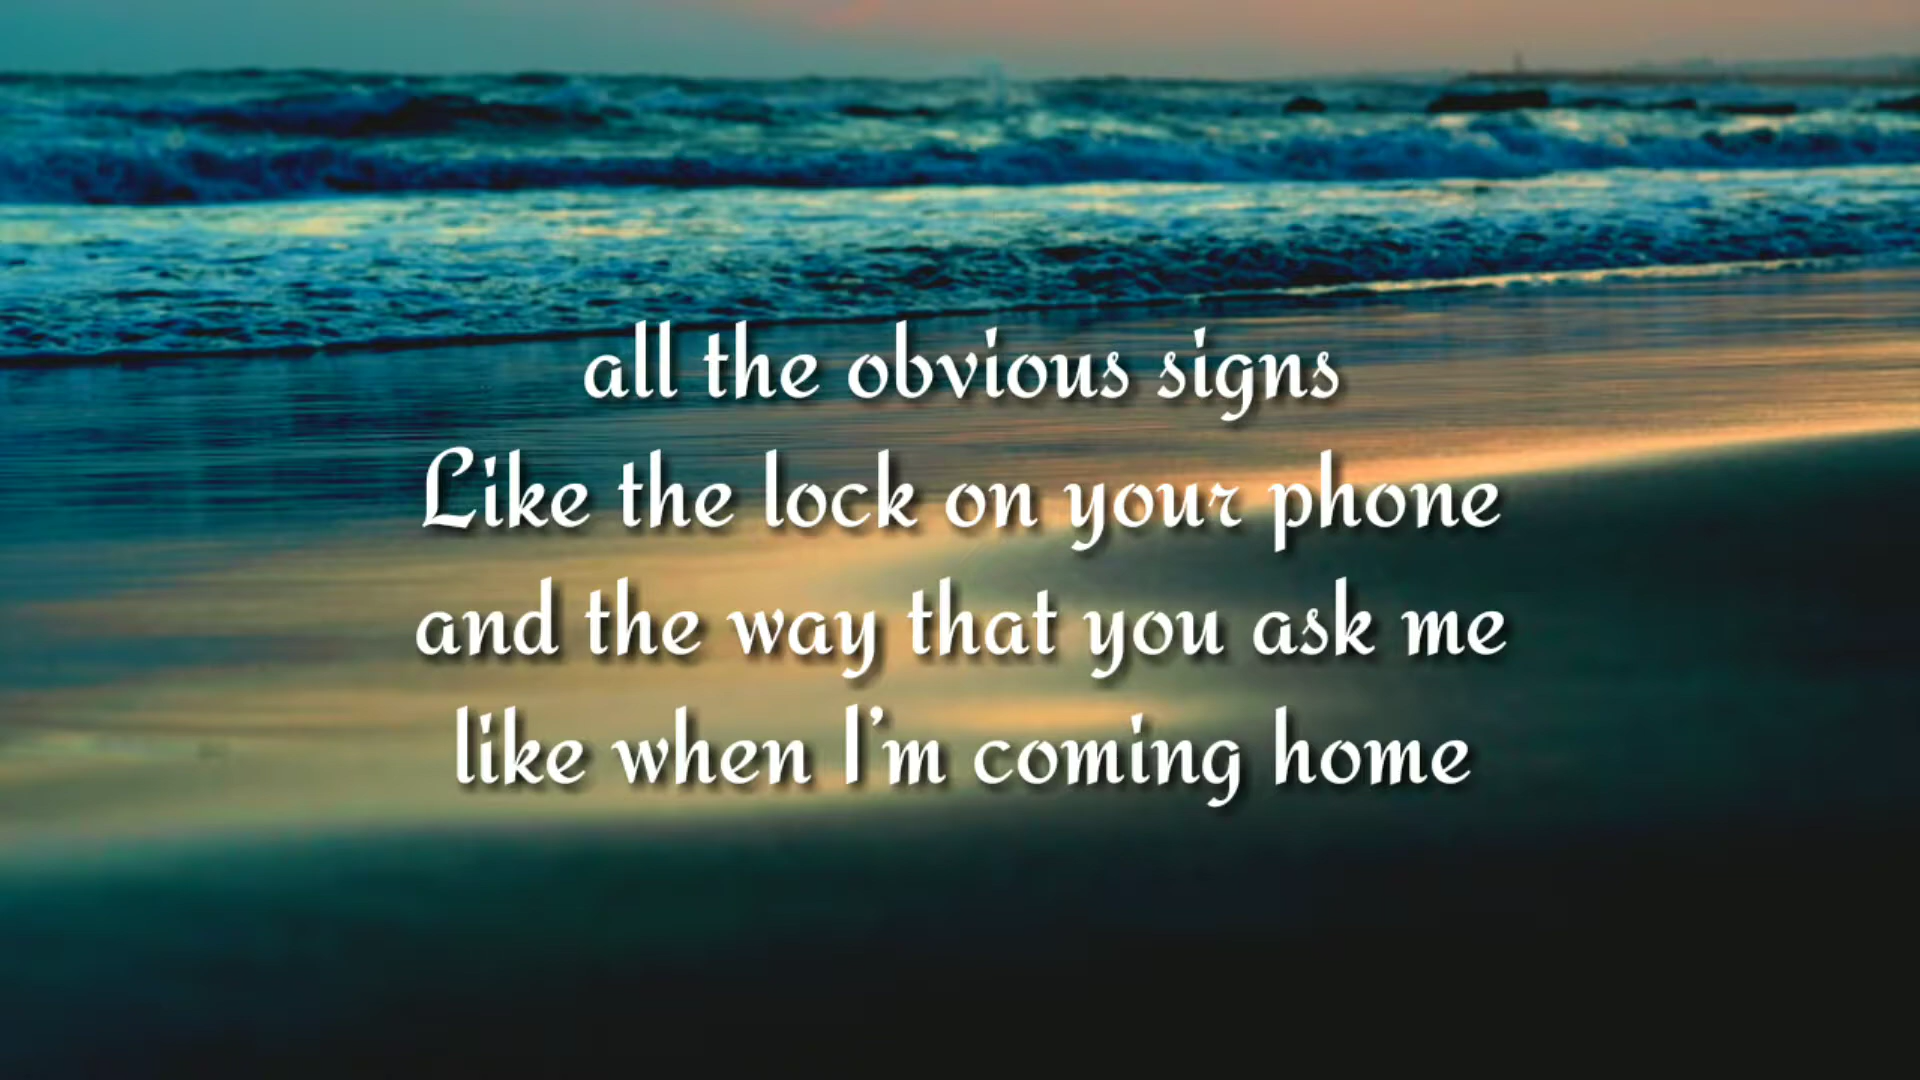 all the obvious signs
Like the lock on your phone
and the way that you ask me
like when I'm coming home